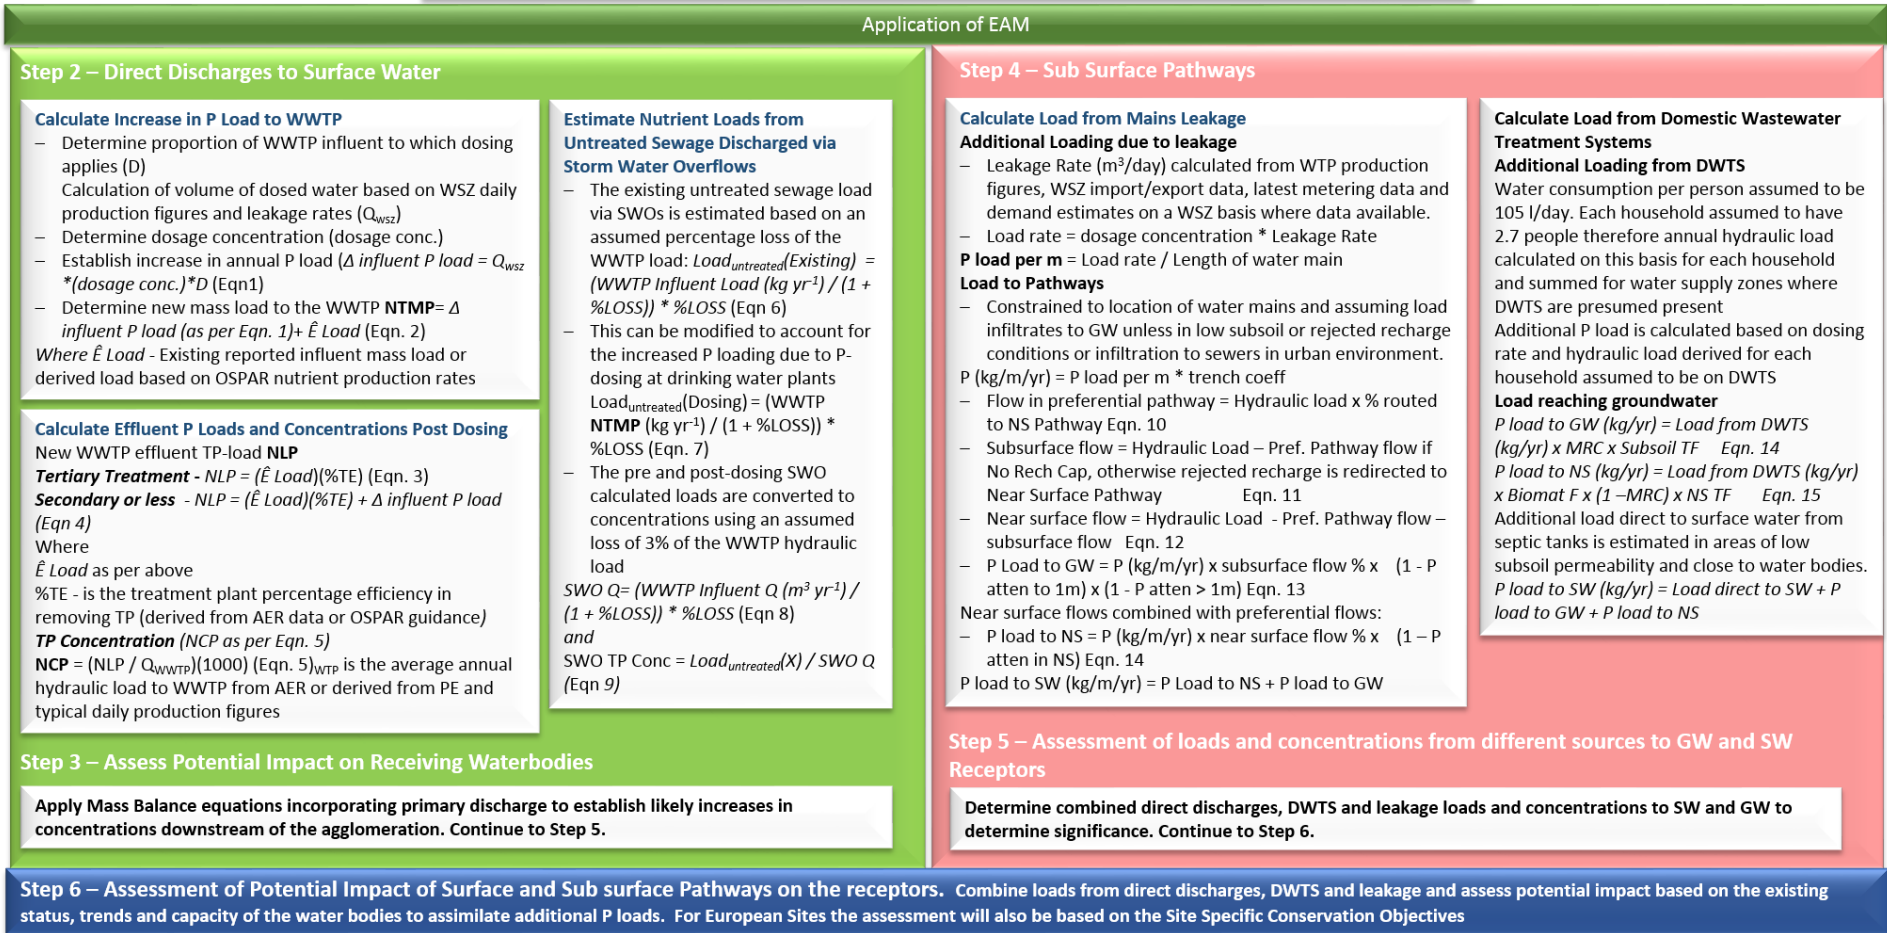 Application of EAM
Step 2 – Direct Discharges to Surface Water
Calculate Increase in P Load to WWTP
– Determine proportion of WWTP influent to which dosing
applies (D)
Calculation of volume of dosed water based on WSZ daily
production figures and leakage rates (Qwsz)
– Determine dosage concentration (dosage conc.)
– Establish increase in annual P load (Δ influent P load = Qwsz
*(dosage conc.)*D (Eqn1)
– Determine new mass load to the WWTP NTMP= Δ
influent P load (as per Eqn. 1)+ Ê Load (Eqn. 2)
Where Ê Load - Existing reported influent mass load or
derived load based on OSPAR nutrient production rates
Calculate Effluent P Loads and Concentrations Post Dosing
New WWTP effluent TP-load NLP
Tertiary Treatment - NLP = (Ê Load)(%TE) (Eqn. 3)
Secondary or less - NLP = (Ê Load)(%TE) + Δ influent P load
(Eqn 4)
Where
Ê Load as per above
%TE - is the treatment plant percentage efficiency in
removing TP (derived from AER data or OSPAR guidance)
TP Concentration (NCP as per Eqn. 5)
NCP = (NLP / QWWTP)(1000) (Eqn. 5)WTP is the average annual
hydraulic load to WWTP from AER or derived from PE and
typical daily production figures
Estimate Nutrient Loads from
Untreated Sewage Discharged via
Storm Water Overflows
– The existing untreated sewage load
via SWOs is estimated based on an
assumed percentage loss of the
WWTP load: Loaduntreated(Existing) =
(WWTP Influent Load (kg yr-1) / (1 +
%LOSS)) * %LOSS (Eqn 6)
– This can be modified to account for
the increased P loading due to P-
dosing at drinking water plants
Loaduntreated(Dosing) = (WWTP
NTMP (kg yr-1) / (1 + %LOSS)) *
%LOSS (Eqn. 7)
– The pre and post-dosing SWO
calculated loads are converted to
concentrations using an assumed
loss of 3% of the WWTP hydraulic
load
SWO Q= (WWTP Influent Q (m3 yr-1) /
(1 + %LOSS)) * %LOSS (Eqn 8)
and
SWO TP Conc = Loaduntreated(X) / SWO Q
(Eqn 9)
Step 3 – Assess Potential Impact on Receiving Waterbodies
Apply Mass Balance equations incorporating primary discharge to establish likely increases in
concentrations downstream of the agglomeration. Continue to Step 5.
Step 4 – Sub Surface Pathways
Calculate Load from Mains Leakage
Additional Loading due to leakage
– Leakage Rate (m3/day) calculated from WTP production
figures, WSZ import/export data, latest metering data and
demand estimates on a WSZ basis where data available.
– Load rate = dosage concentration * Leakage Rate
P load per m = Load rate / Length of water main
Load to Pathways
– Constrained to location of water mains and assuming load
infiltrates to GW unless in low subsoil or rejected recharge
conditions or infiltration to sewers in urban environment.
P (kg/m/yr) = P load per m * trench coeff
– Flow in preferential pathway = Hydraulic load x % routed
to NS Pathway Eqn. 10
– Subsurface flow = Hydraulic Load – Pref. Pathway flow if
No Rech Cap, otherwise rejected recharge is redirected to
Near Surface Pathway Eqn. 11
– Near surface flow = Hydraulic Load - Pref. Pathway flow –
subsurface flow Eqn. 12
– P Load to GW = P (kg/m/yr) x subsurface flow % x (1 - P
atten to 1m) x (1 - P atten > 1m) Eqn. 13
Near surface flows combined with preferential flows:
– P load to NS = P (kg/m/yr) x near surface flow % x (1 – P
atten in NS) Eqn. 14
P load to SW (kg/m/yr) = P Load to NS + P load to GW
Calculate Load from Domestic Wastewater
Treatment Systems
Additional Loading from DWTS
Water consumption per person assumed to be
105 l/day. Each household assumed to have
2.7 people therefore annual hydraulic load
calculated on this basis for each household
and summed for water supply zones where
DWTS are presumed present
Additional P load is calculated based on dosing
rate and hydraulic load derived for each
household assumed to be on DWTS
Load reaching groundwater
P load to GW (kg/yr) = Load from DWTS
(kg/yr) x MRC x Subsoil TF Eqn. 14
P load to NS (kg/yr) = Load from DWTS (kg/yr)
x Biomat F x (1 –MRC) x NS TF Eqn. 15
Additional load direct to surface water from
septic tanks is estimated in areas of low
subsoil permeability and close to water bodies.
P load to SW (kg/yr) = Load direct to SW + P
load to GW + P load to NS
Step 5 – Assessment of loads and concentrations from different sources to GW and SW
Receptors
Determine combined direct discharges, DWTS and leakage loads and concentrations to SW and GW to
determine significance. Continue to Step 6.
Step 6 – Assessment of Potential Impact of Surface and Sub surface Pathways on the receptors. Combine loads from direct discharges, DWTS and leakage and assess potential impact based on the existing
status, trends and capacity of the water bodies to assimilate additional P loads. For European Sites the assessment will also be based on the Site Specific Conservation Objectives